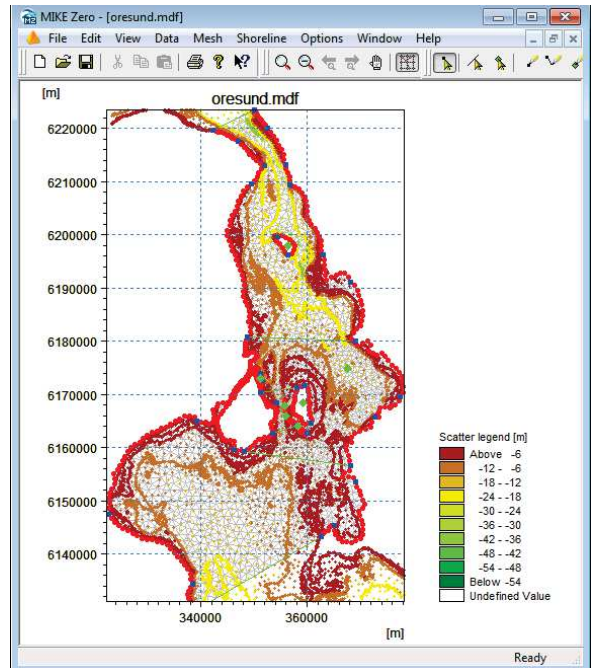 MIKE Zero - [oresund.mdf]
File Edit View Data Mesh Shoreline Options Window Help
[m]
oresund.mdf
6220000
6210000
6200000
6190000
6180000
6170000
6160000
6150000
6140000
340000 360000
[m]
Scatter legend [m]
Above -6
-12 - -6
-18 - -12
-24 - -18
-30 - -24
-36 - -30
-42 - -36
-48 - -42
-54 - -48
Below -54
Undefined Value
Ready